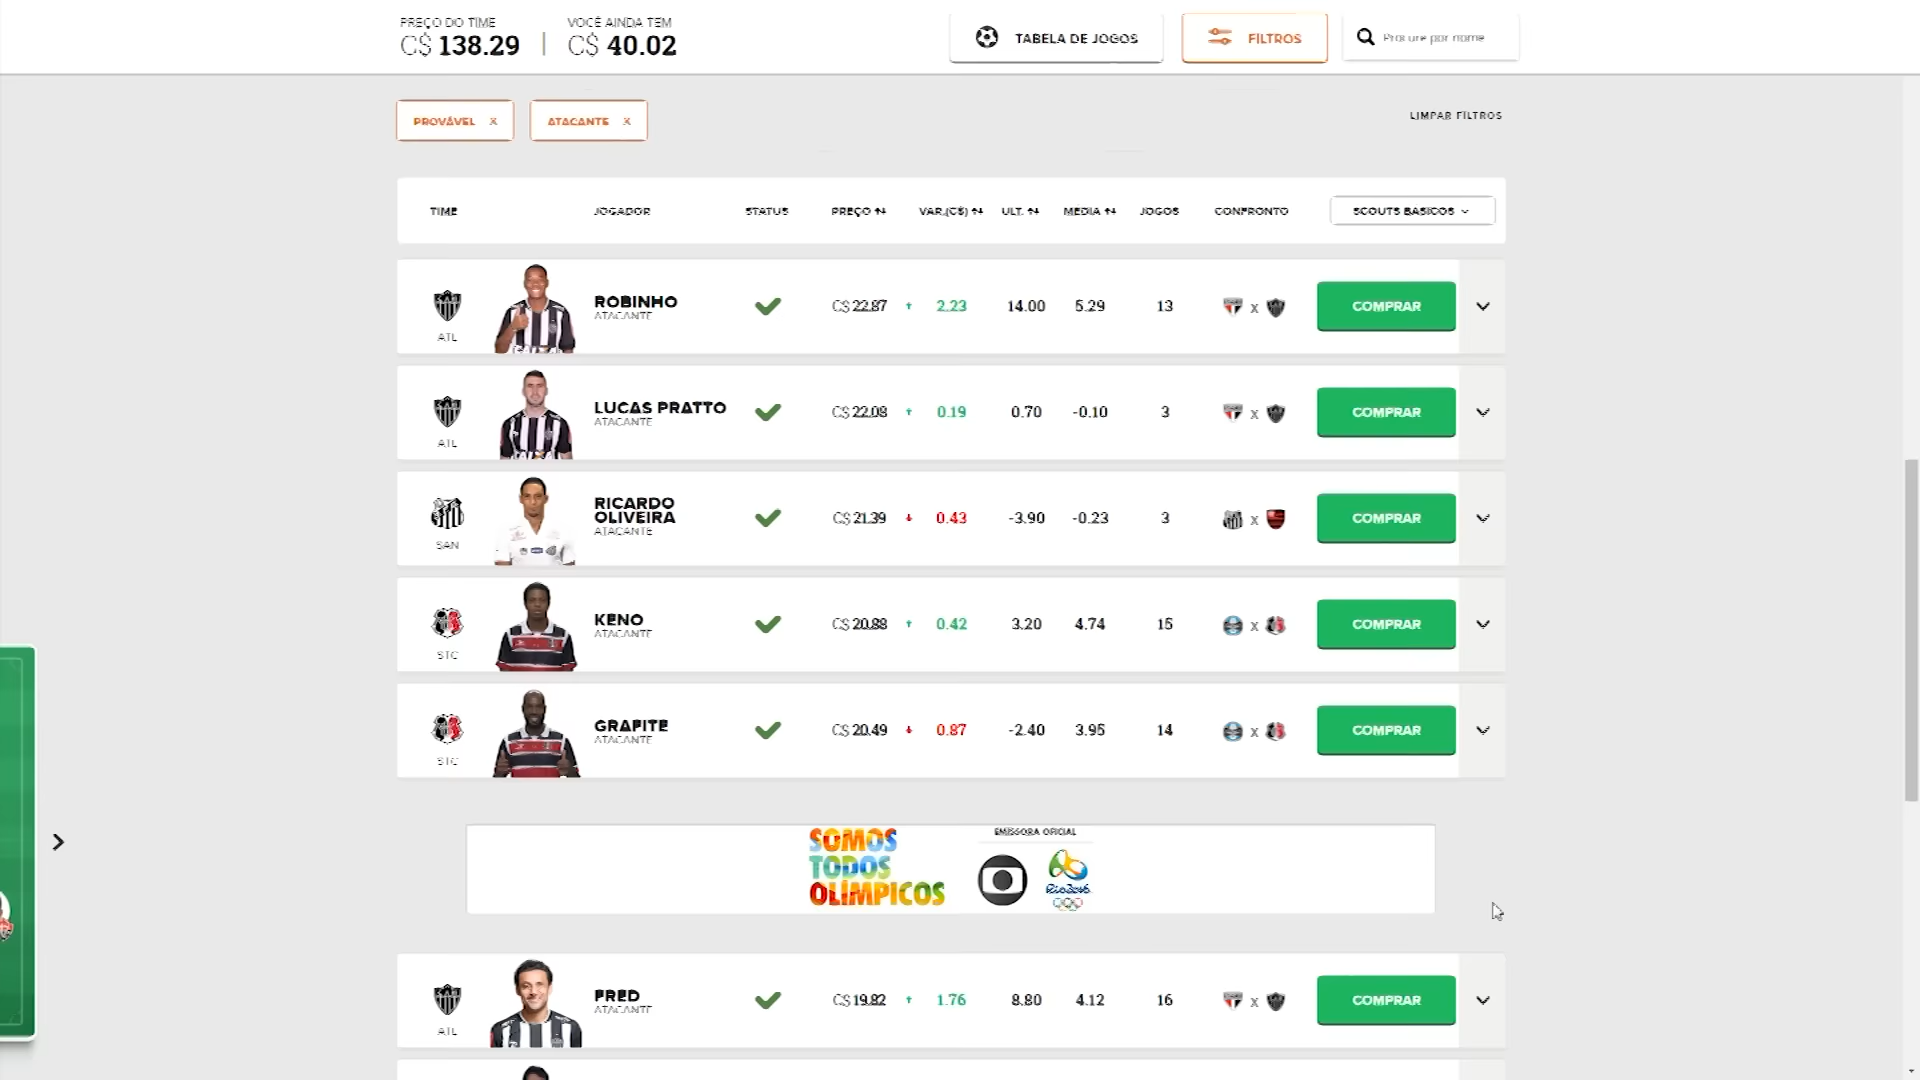 PREÇO DO TIME
C$ 138.29
VOCÊ AINDA TEM
C$ 40.02
TABELA DE JOGOS
FILTROS
Procure por nome
PROVÁVEL X
ATACANTE X
LIMPAR FILTROS
TIME JOGADOR STATUS PREÇO VAR.(C$) ULT. MÉDIA JOGOS CONFRONTO SCOUTS BÁSICOS
ATL ROBINHO ATACANTE C$ 22.87 2.23 14.00 5.29 13 X COMPRAR
ATL LUCAS PRATTO ATACANTE C$ 22.08 0.19 0.70 -0.10 3 X COMPRAR
SAN RICARDO OLIVEIRA ATACANTE C$ 21.39 0.43 -3.90 -0.23 3 X COMPRAR
STC KENO ATACANTE C$ 20.88 0.42 3.20 4.74 15 X COMPRAR
STC GRAFITE ATACANTE C$ 20.49 0.87 -2.40 3.95 14 X COMPRAR
SOMOS
TODOS
OLÍMPICOS
EMISSORA OFICIAL
Rio2016
ATL FRED ATACANTE C$ 19.82 1.76 8.80 4.12 16 X COMPRAR